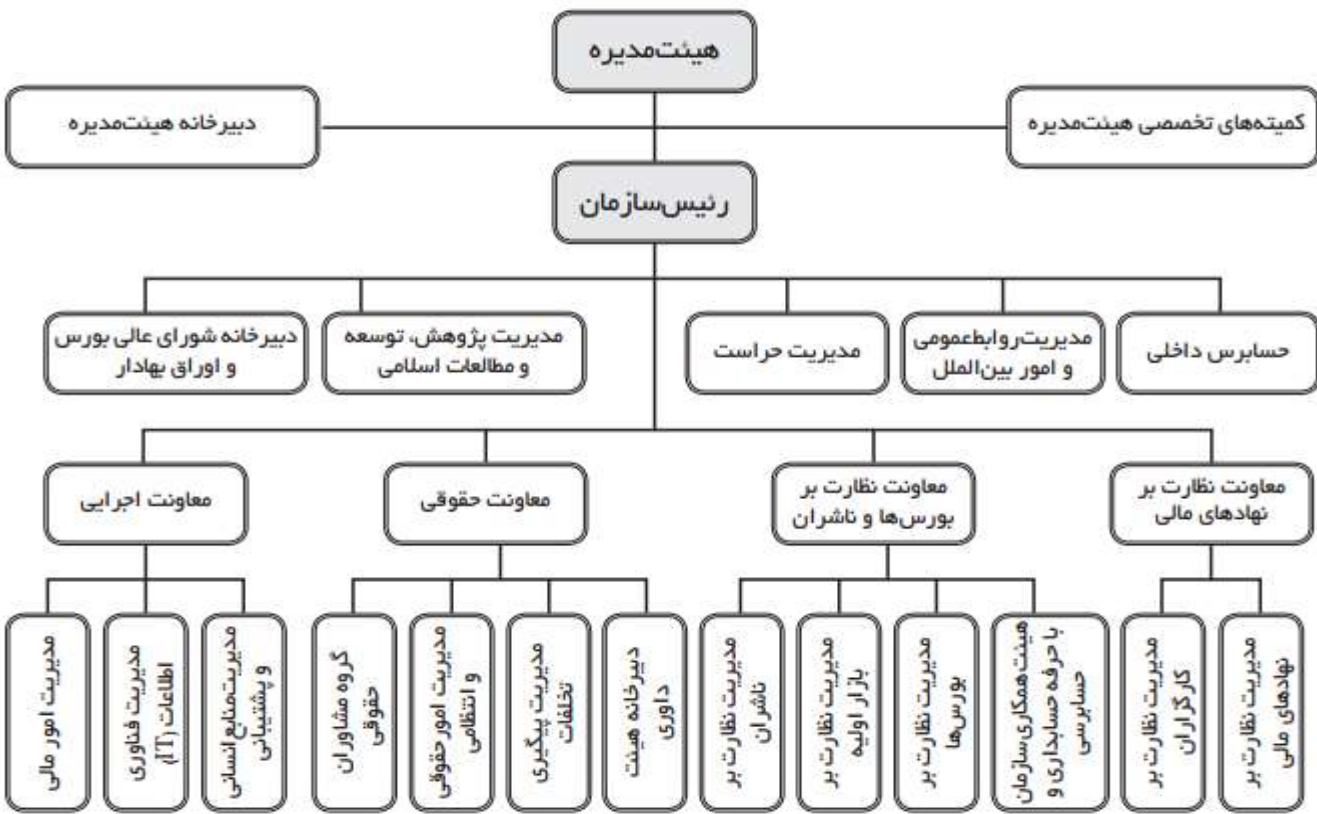 هیئت‌مدیره
کمیته‌های تخصصی هیئت‌مدیره
دبیرخانه هیئت‌مدیره
رئیس‌سازمان
حسابرس داخلی
مدیریت‌روابط‌عمومی
و امور بین‌الملل
مدیریت حراست
مدیریت پژوهش، توسعه
و مطالعات اسلامی
دبیرخانه شورای عالی بورس
و اوراق بهادار
معاونت نظارت بر
نهادهای مالی
معاونت نظارت بر
بورس‌ها و ناشران
معاونت حقوقی
معاونت اجرایی
مدیریت نظارت بر
نهادهای مالی
مدیریت نظارت بر
کارگزاران
هیئت‌همکاری‌سازمان
با حرفه حسابداری و
حسابرسی
مدیریت نظارت بر
بورس‌ها
مدیریت نظارت بر
بازار اولیه
مدیریت نظارت بر
ناشران
دبیرخانه هیئت
داوری
مدیریت پیگیری
تخلفات
مدیریت امورحقوقی
و انتظامی
گروه مشاوران
حقوقی
مدیریت‌منابع‌انسانی
و پشتیبانی
مدیریت فناوری
اطلاعات (IT)
مدیریت امور مالی